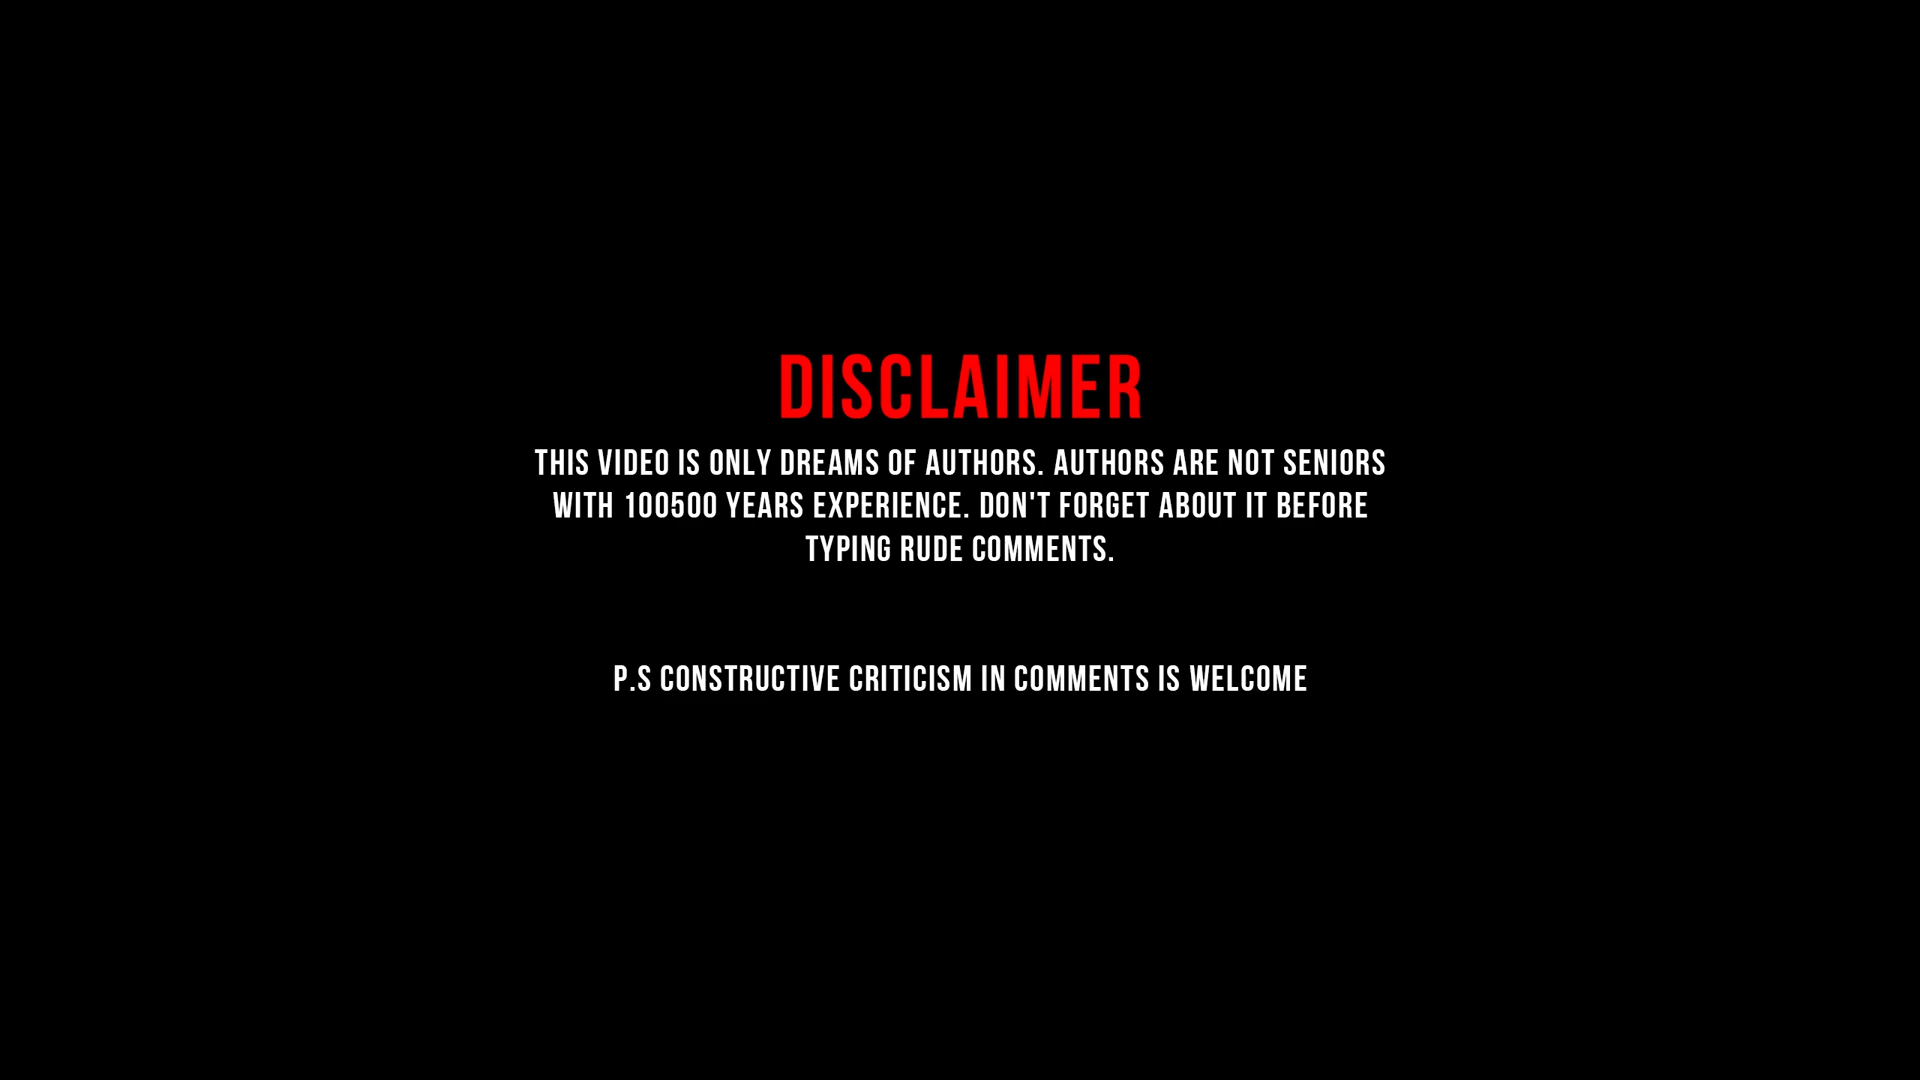 DISCLAIMER
THIS VIDEO IS ONLY DREAMS OF AUTHORS. AUTHORS ARE NOT SENIORS
WITH 100500 YEARS EXPERIENCE. DON'T FORGET ABOUT IT BEFORE
TYPING RUDE COMMENTS.
P.S CONSTRUCTIVE CRITICISM IN COMMENTS IS WELCOME